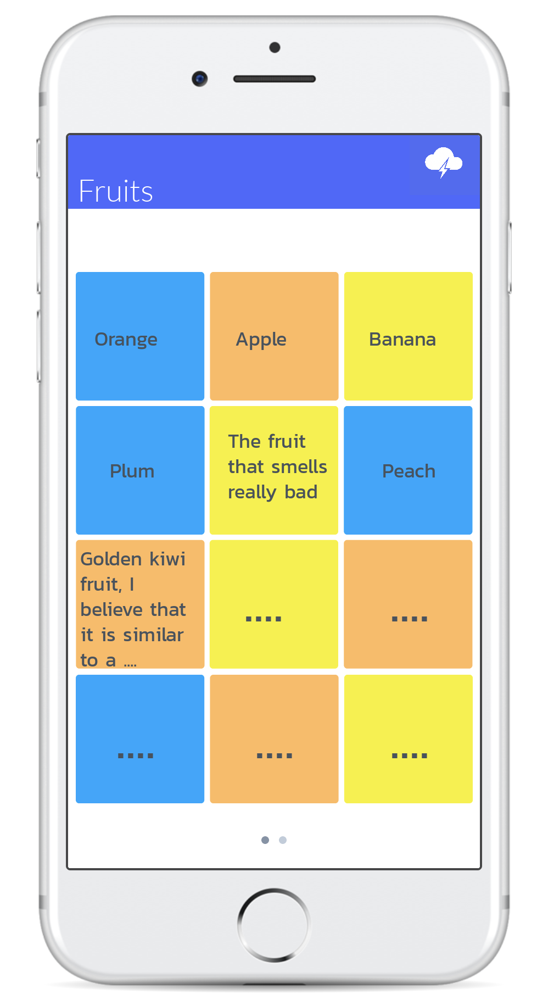 Fruits
Orange
Apple
Banana
Plum
The fruit
that smells
really bad
Peach
Golden kiwi
fruit, I
believe that
it is similar
to a ....
....
....
....
....
....